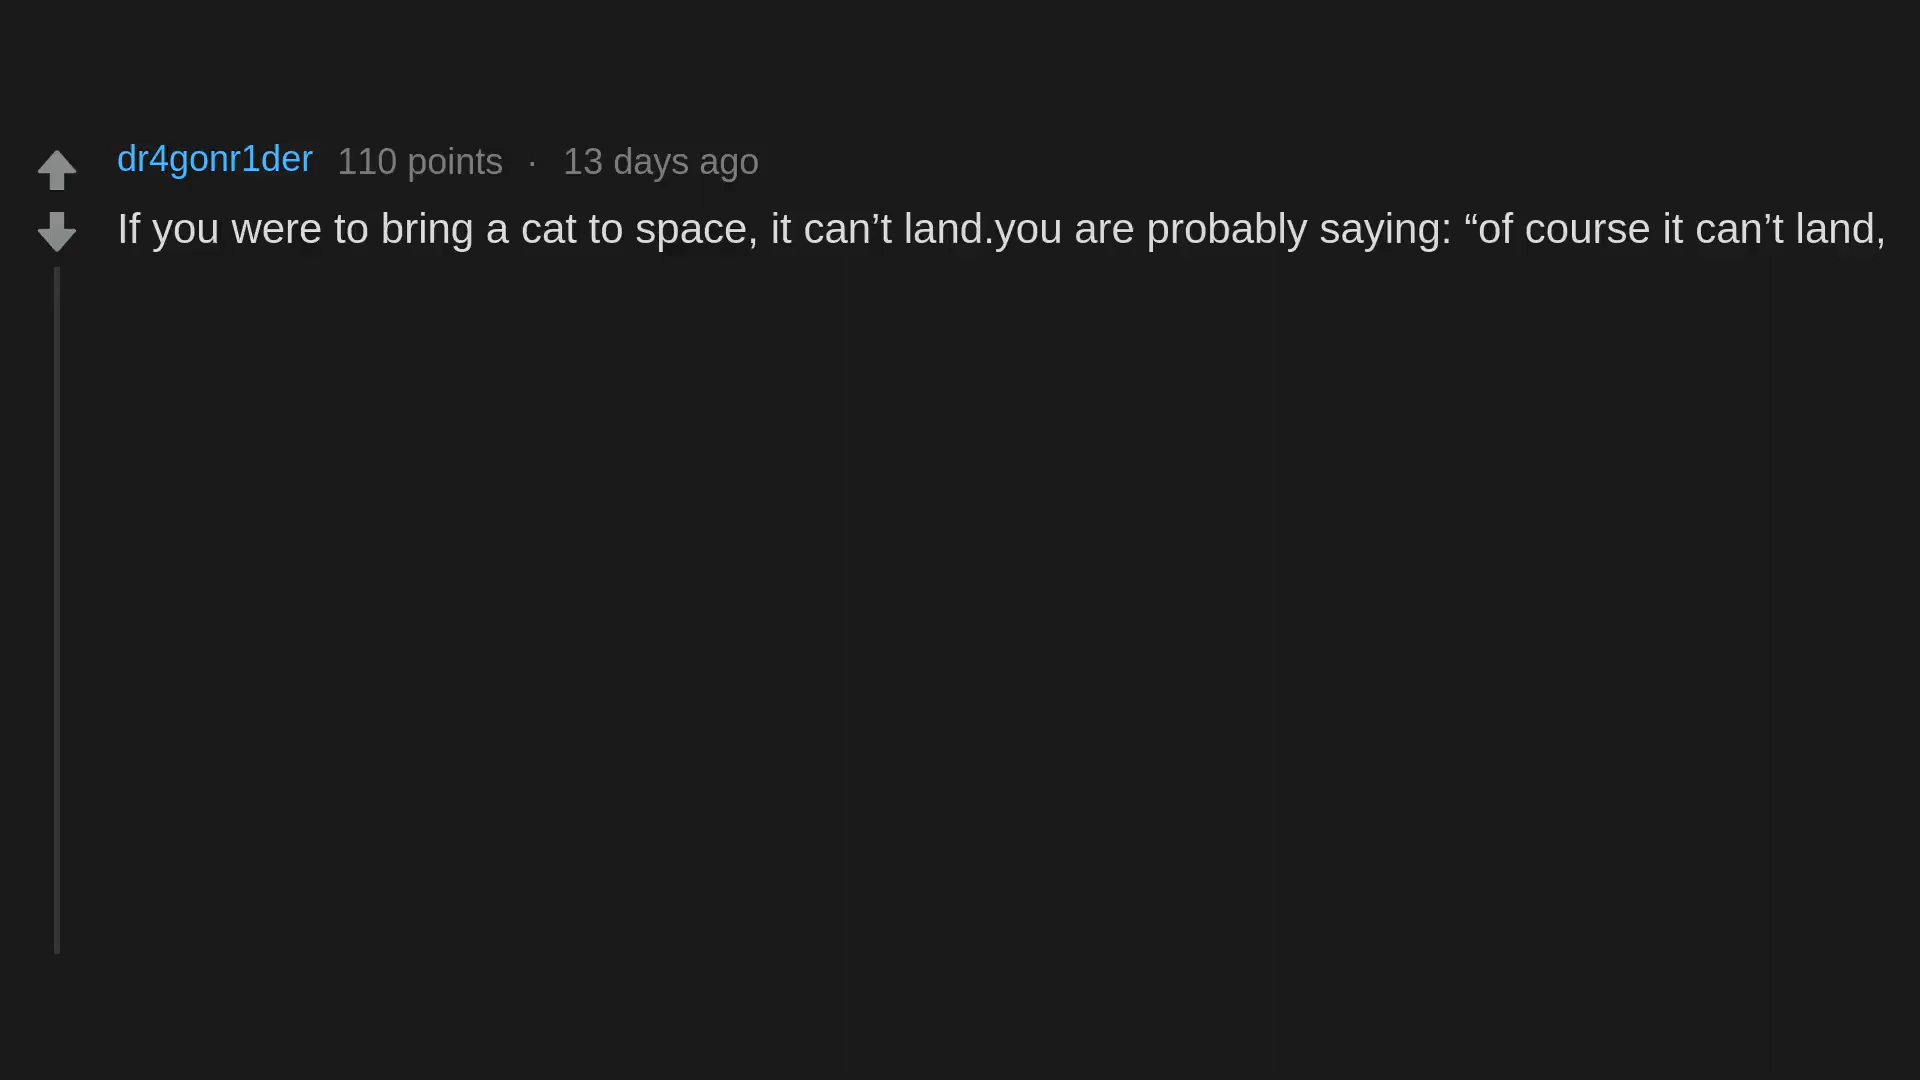 dr4gonr1der 110 points · 13 days ago
If you were to bring a cat to space, it can’t land.you are probably saying: “of course it can’t land,